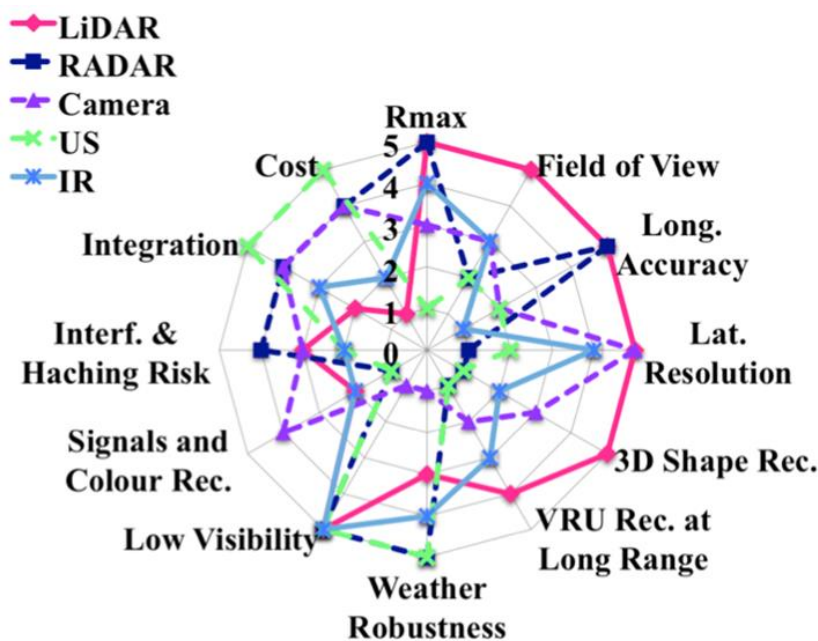 LiDAR
RADAR
Camera
US
IR
Rmax
5
4
3
2
1
0
Field of View
Long.
Accuracy
Lat.
Resolution
3D Shape Rec.
VRU Rec. at
Long Range
Weather
Robustness
Low Visibility
Signals and
Colour Rec.
Interf. &
Haching Risk
Integration
Cost